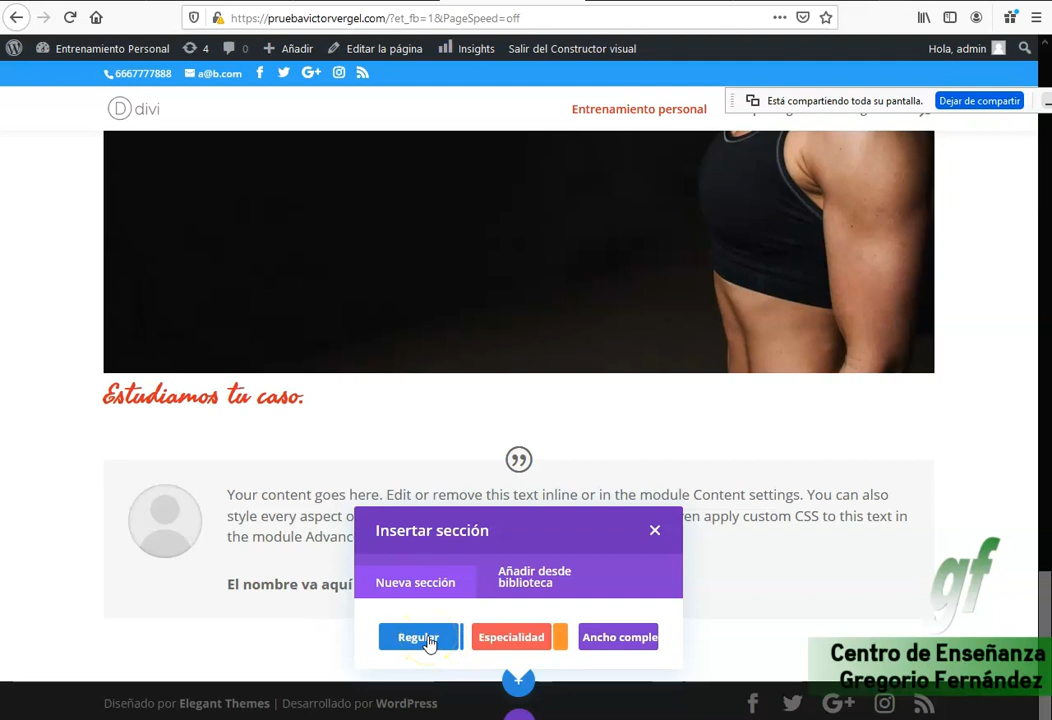 https://pruebavictorvergel.com/?et_fb=1&PageSpeed=off
Entrenamiento Personal 4 0 Añadir Editar la página Insights Salir del Constructor visual Hola, admin
6667777888 a@b.com
Está compartiendo toda su pantalla. Dejar de compartir
divi Entrenamiento personal
Estudiamos tu caso.
Your content goes here. Edit or remove this text inline or in the module Content settings. You can also
style every aspect o
en apply custom CSS to this text in
the module Advanc
El nombre va aquí
Insertar sección
Nueva sección
Añadir desde
biblioteca
Regular Especialidad Ancho comple
gf
Centro de Enseñanza
Gregorio Fernández
Diseñado por Elegant Themes | Desarrollado por WordPress